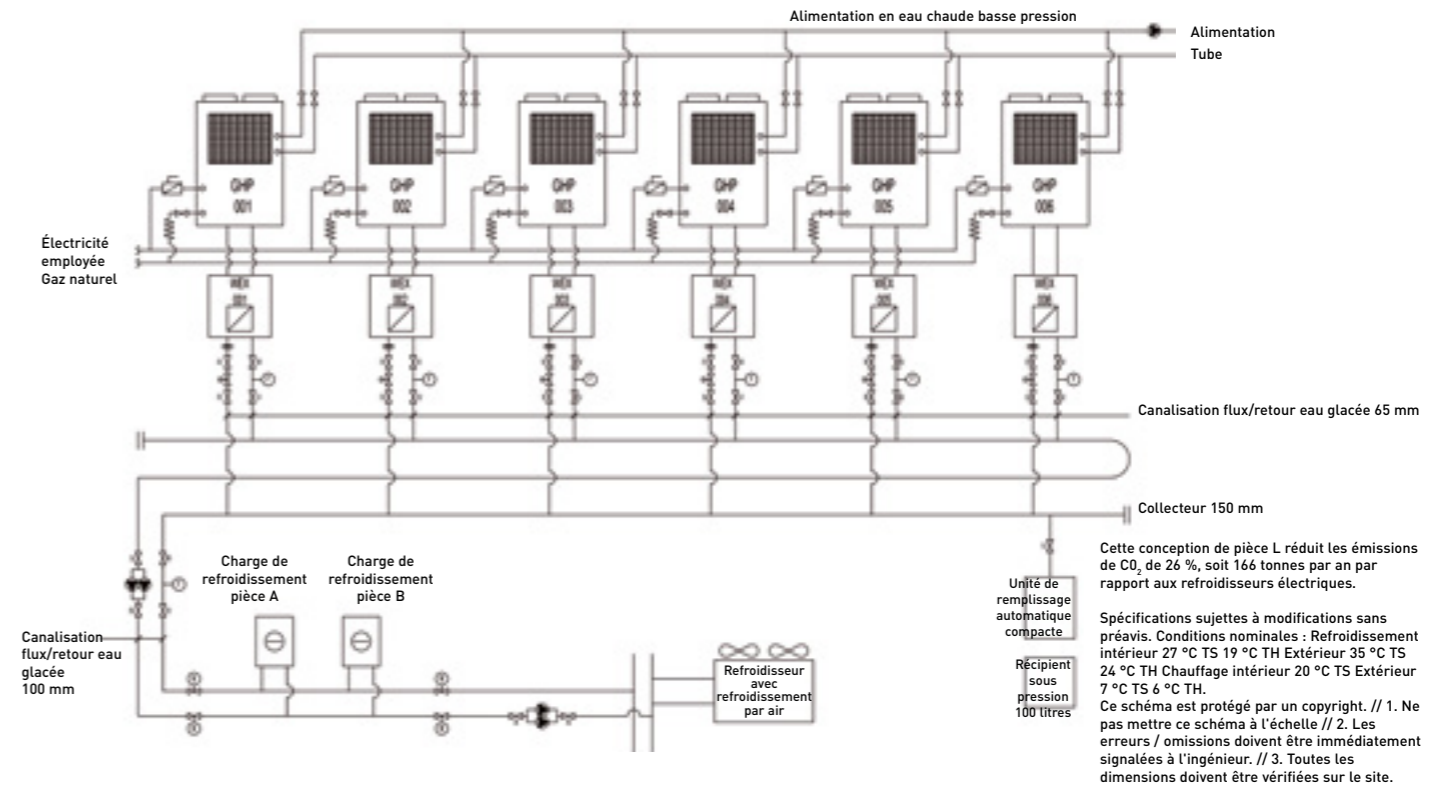 Alimentation en eau chaude basse pression
Alimentation
Tube
GHP
001
GHP
002
GHP
003
GHP
004
GHP
005
GHP
006
Électricité
employée
Gaz naturel
WEX
001
WEX
002
WEX
003
WEX
004
WEX
005
WEX
006
Canalisation flux/retour eau glacée 65 mm
Collecteur 150 mm
Charge de
refroidissement
pièce A
Charge de
refroidissement
pièce B
Canalisation
flux/retour eau
glacée
100 mm
Refroidisseur
avec
refroidissement
par air
Unité de
remplissage
automatique
compacte
Récipient
sous
pression
100 litres
Cette conception de pièce L réduit les émissions
de C0₂ de 26 %, soit 166 tonnes par an par
rapport aux refroidisseurs électriques.
Spécifications sujettes à modifications sans
préavis. Conditions nominales : Refroidissement
intérieur 27 °C TS 19 °C TH Extérieur 35 °C TS
24 °C TH Chauffage intérieur 20 °C TS Extérieur
7 °C TS 6 °C TH.
Ce schéma est protégé par un copyright. // 1. Ne
pas mettre ce schéma à l'échelle // 2. Les
erreurs / omissions doivent être immédiatement
signalées à l'ingénieur. // 3. Toutes les
dimensions doivent être vérifiées sur le site.